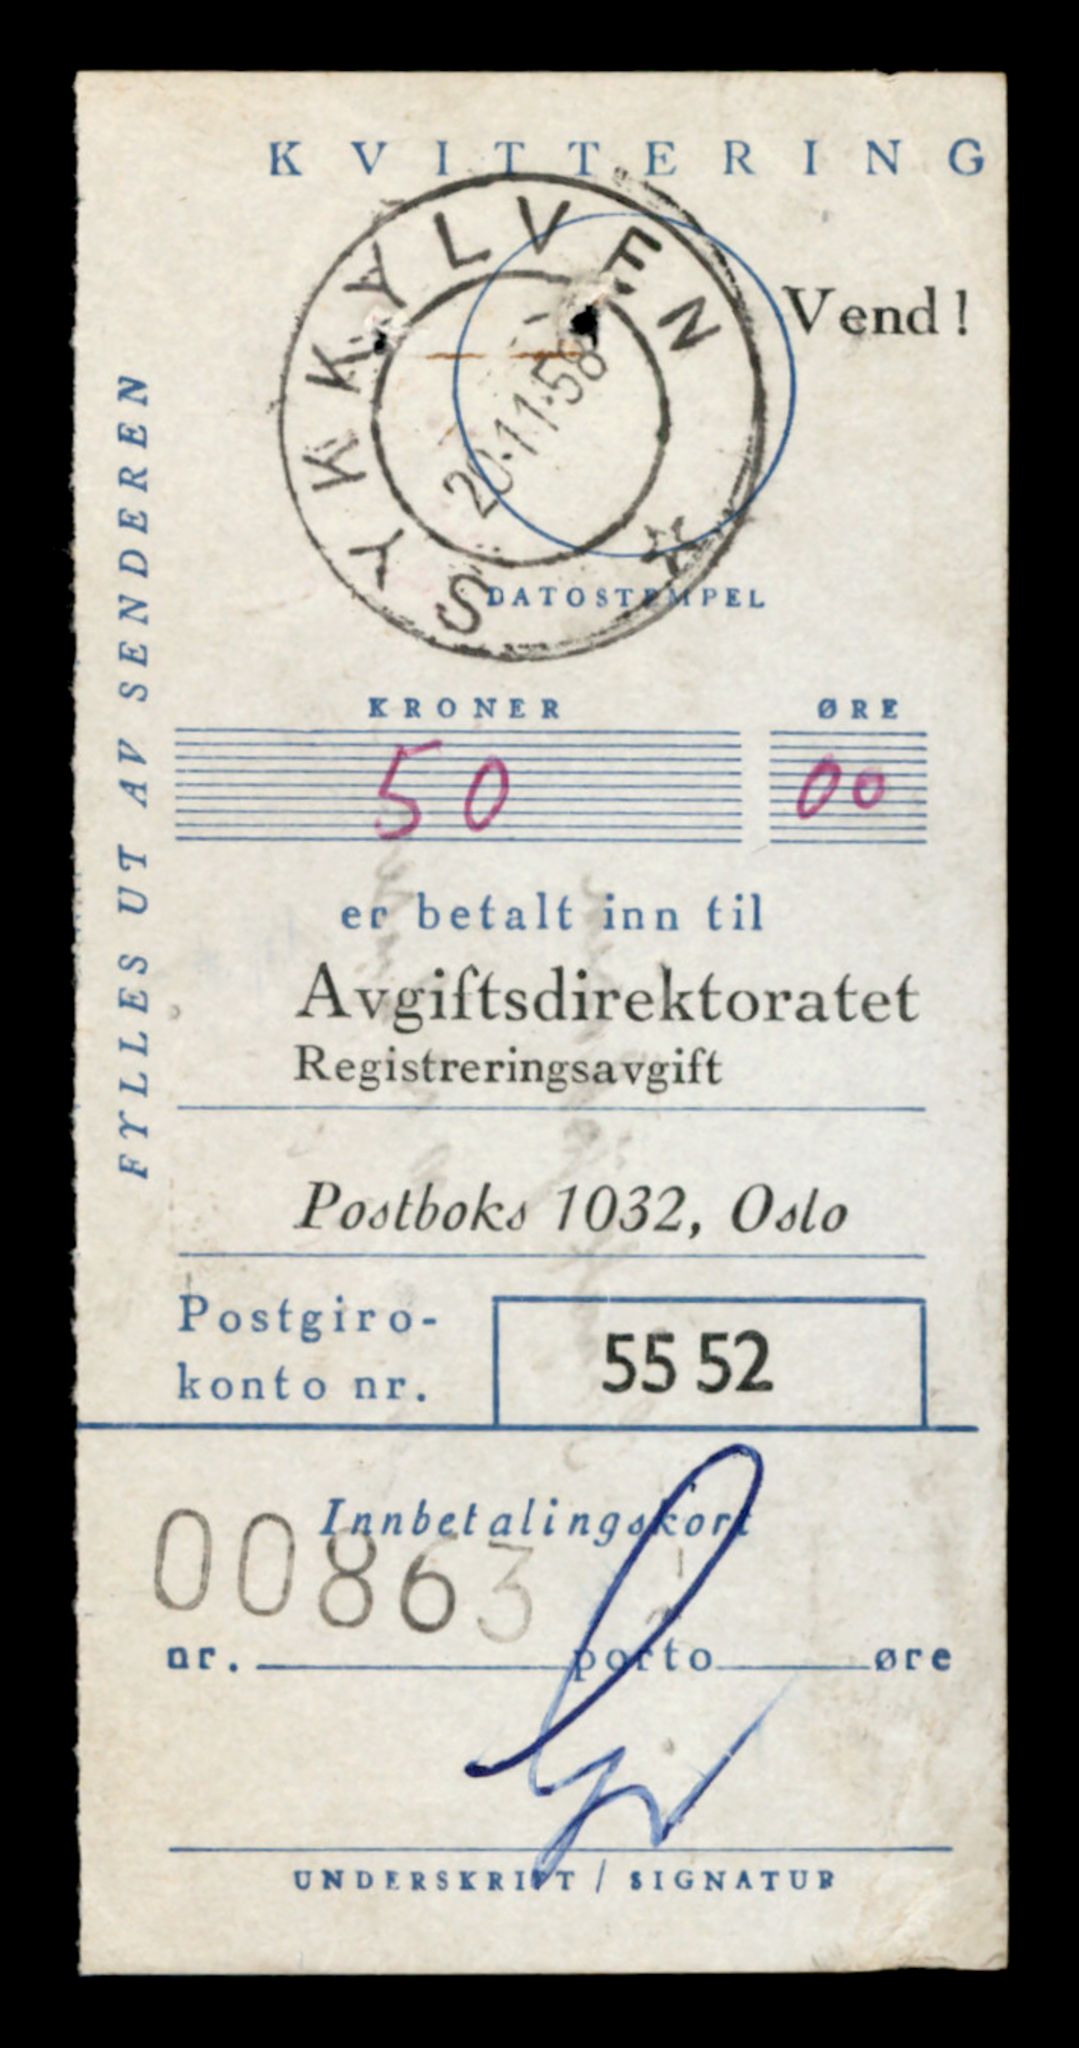 KVITTERING
Vend!
SYKKYLVEN
20·11·58
DATOSTEMPEL
FYLLES UT AV SENDEREN
KRONER ØRE
50 00
er betalt inn til
Avgiftsdirektoratet
Registreringsavgift
Postboks 1032, Oslo
Postgiro-
konto nr.
55 52
Innbetalingskort
00863
nr. porto øre
UNDERSKRIFT / SIGNATUR